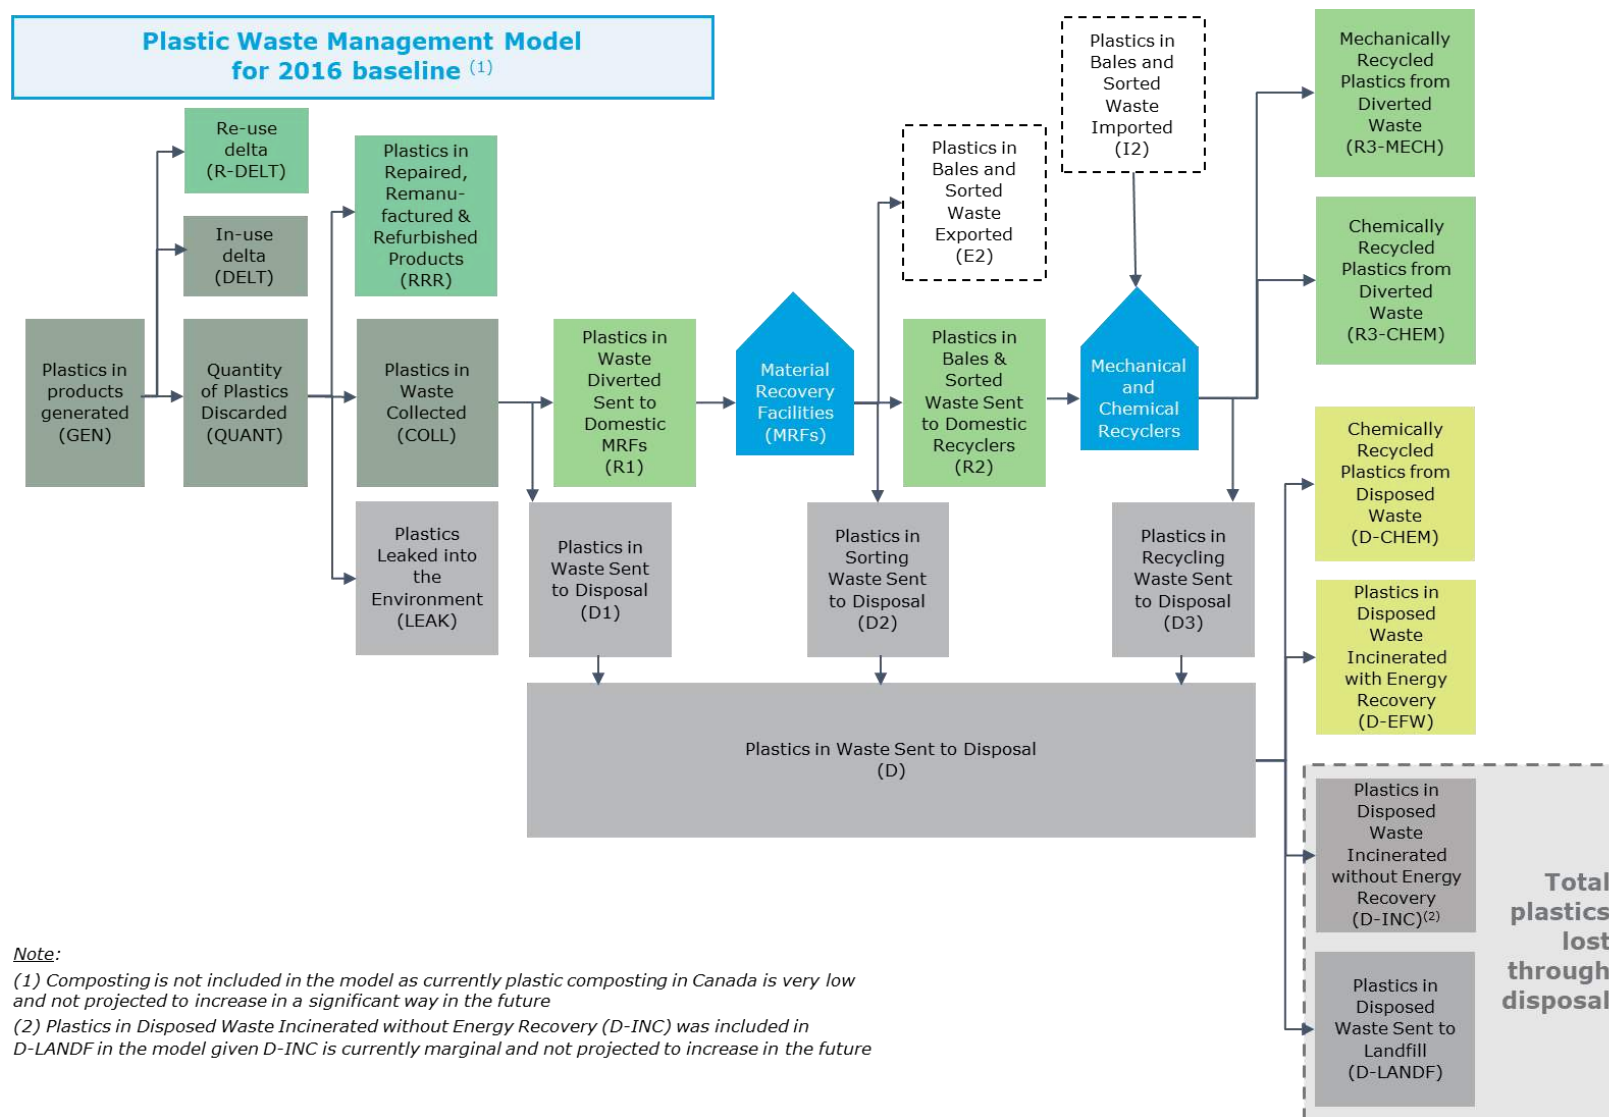 Plastic Waste Management Model
for 2016 baseline (1)
Re-use
delta
(R-DELT)
In-use
delta
(DELT)
Plastics in
products
generated
(GEN)
Quantity
of Plastics
Discarded
(QUANT)
Plastics in
Repaired,
Remanu-
factured &
Refurbished
Products
(RRR)
Plastics in
Waste
Collected
(COLL)
Plastics
Leaked into
the
Environment
(LEAK)
Plastics in
Waste
Diverted
Sent to
Domestic
MRFs
(R1)
Plastics in
Waste Sent
to Disposal
(D1)
Material
Recovery
Facilities
(MRFs)
Plastics in
Sorting
Waste Sent
to Disposal
(D2)
Plastics in
Bales and
Sorted
Waste
Exported
(E2)
Plastics in
Bales &
Sorted
Waste Sent
to Domestic
Recyclers
(R2)
Plastics in
Bales and
Sorted
Waste
Imported
(I2)
Mechanical
and
Chemical
Recyclers
Plastics in
Recycling
Waste Sent
to Disposal
(D3)
Plastics in Waste Sent to Disposal
(D)
Mechanically
Recycled
Plastics from
Diverted
Waste
(R3-MECH)
Chemically
Recycled
Plastics from
Diverted
Waste
(R3-CHEM)
Chemically
Recycled
Plastics from
Disposed
Waste
(D-CHEM)
Plastics in
Disposed
Waste
Incinerated
with Energy
Recovery
(D-EFW)
Plastics in
Disposed
Waste
Incinerated
without Energy
Recovery
(D-INC)(2)
Plastics in
Disposed
Waste Sent to
Landfill
(D-LANDF)
Total
plastics
lost
through
disposal
Note:
(1) Composting is not included in the model as currently plastic composting in Canada is very low
and not projected to increase in a significant way in the future
(2) Plastics in Disposed Waste Incinerated without Energy Recovery (D-INC) was included in
D-LANDF in the model given D-INC is currently marginal and not projected to increase in the future